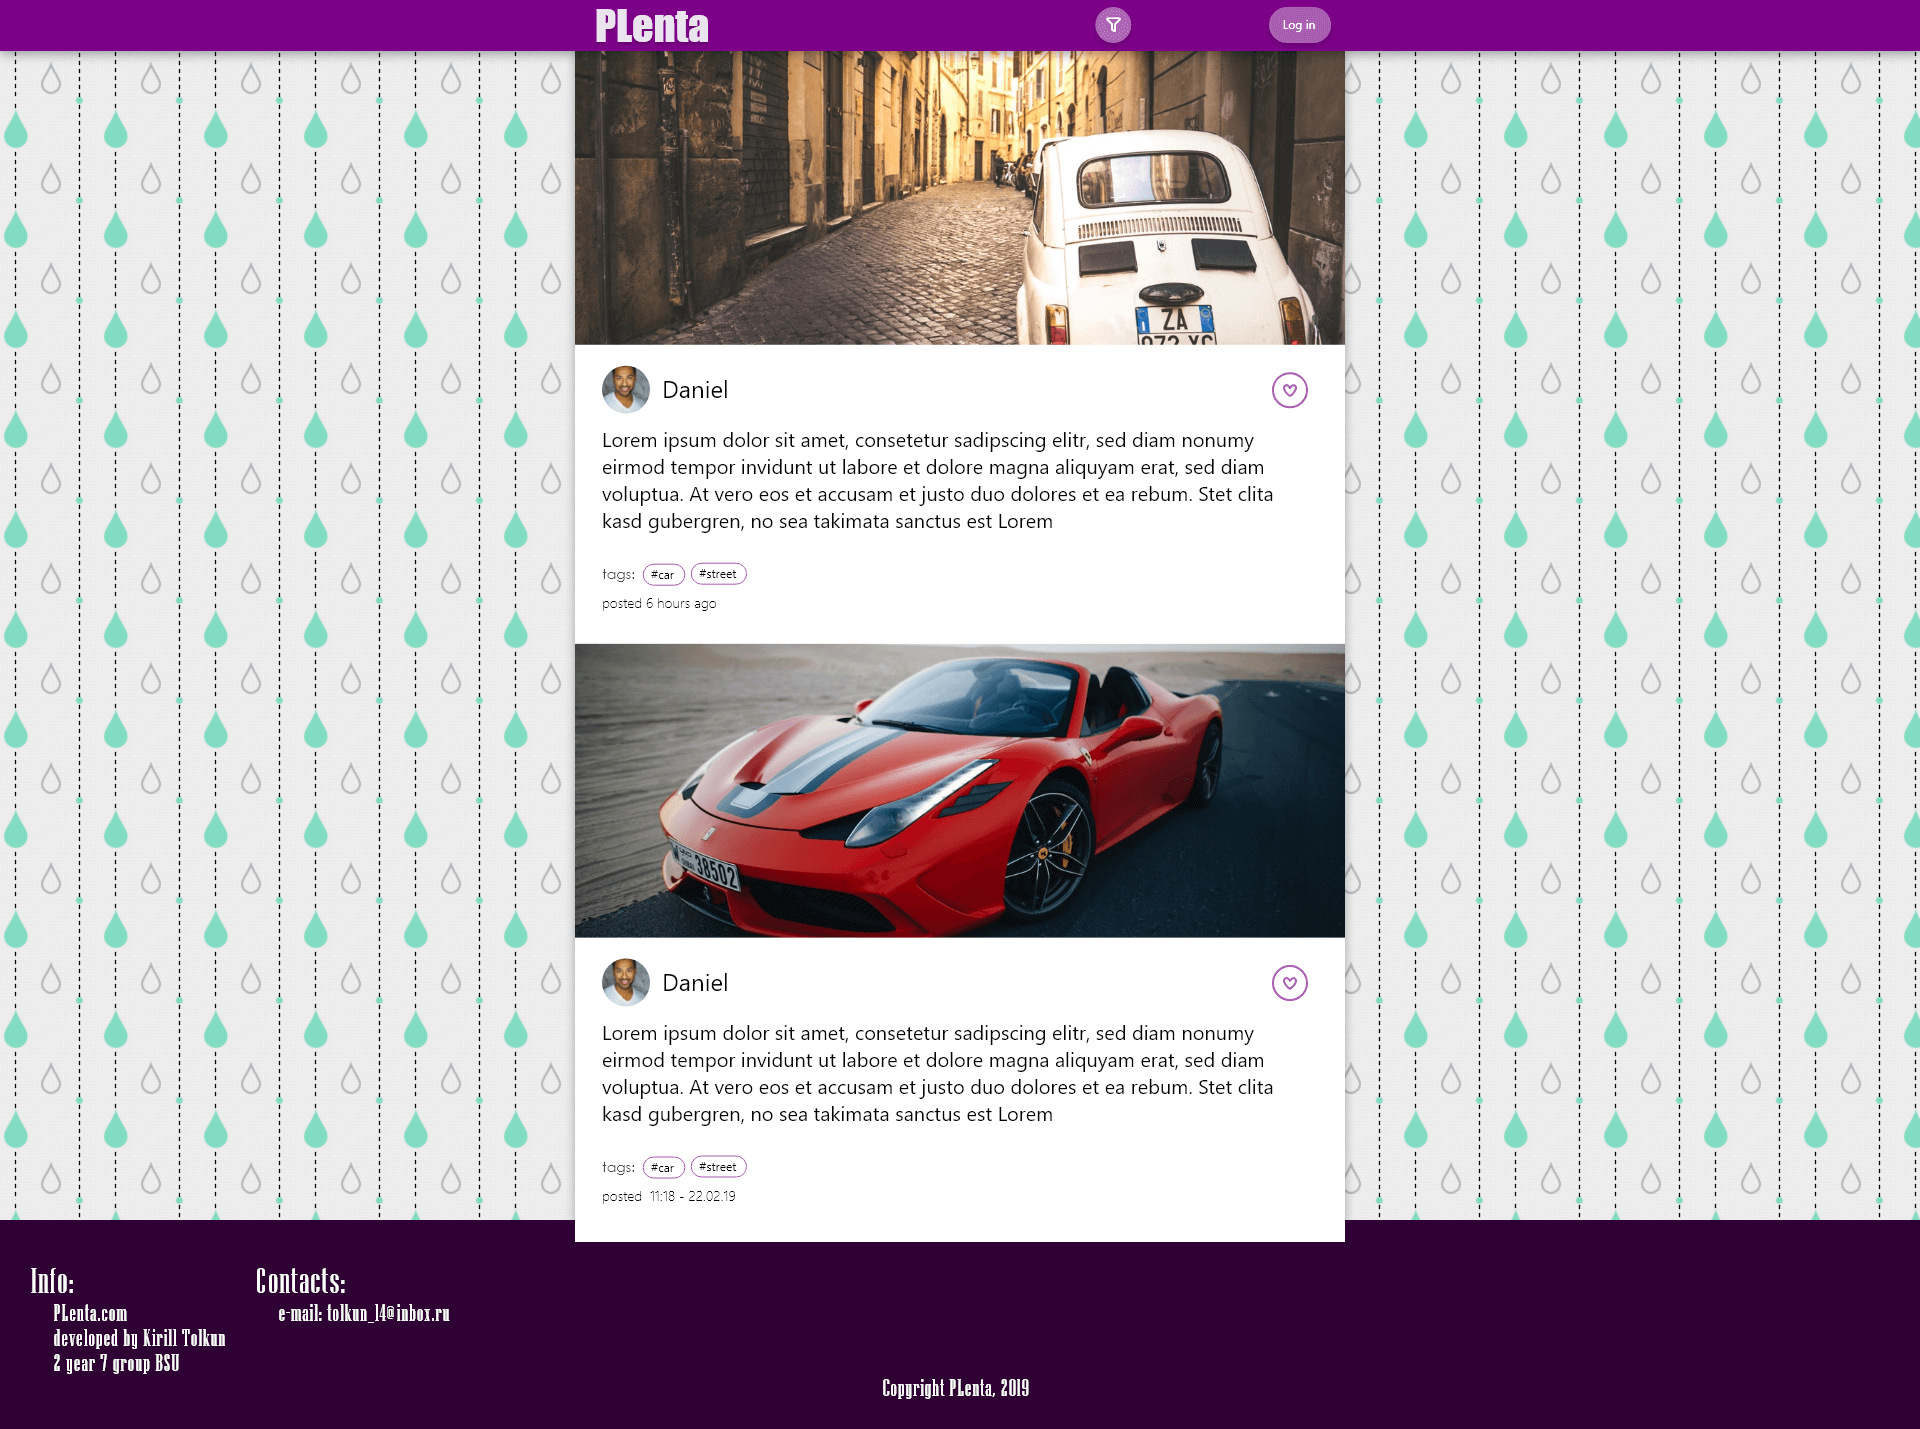 PLenta
Log in
ZA
Daniel
Lorem ipsum dolor sit amet, consetetur sadipscing elitr, sed diam nonumy
eirmod tempor invidunt ut labore et dolore magna aliquyam erat, sed diam
voluptua. At vero eos et accusam et justo duo dolores et ea rebum. Stet clita
kasd gubergren, no sea takimata sanctus est Lorem
tags: #car #street
posted 6 hours ago
38502
Daniel
Lorem ipsum dolor sit amet, consetetur sadipscing elitr, sed diam nonumy
eirmod tempor invidunt ut labore et dolore magna aliquyam erat, sed diam
voluptua. At vero eos et accusam et justo duo dolores et ea rebum. Stet clita
kasd gubergren, no sea takimata sanctus est Lorem
tags: #car #street
posted 11:18 - 22.02.19
Info:
PLenta.com
developed by Kirill Tolkun
2 year 7 group BSU
Contacts:
e-mail: tolkun_14@inbox.ru
Copyright PLenta, 2019